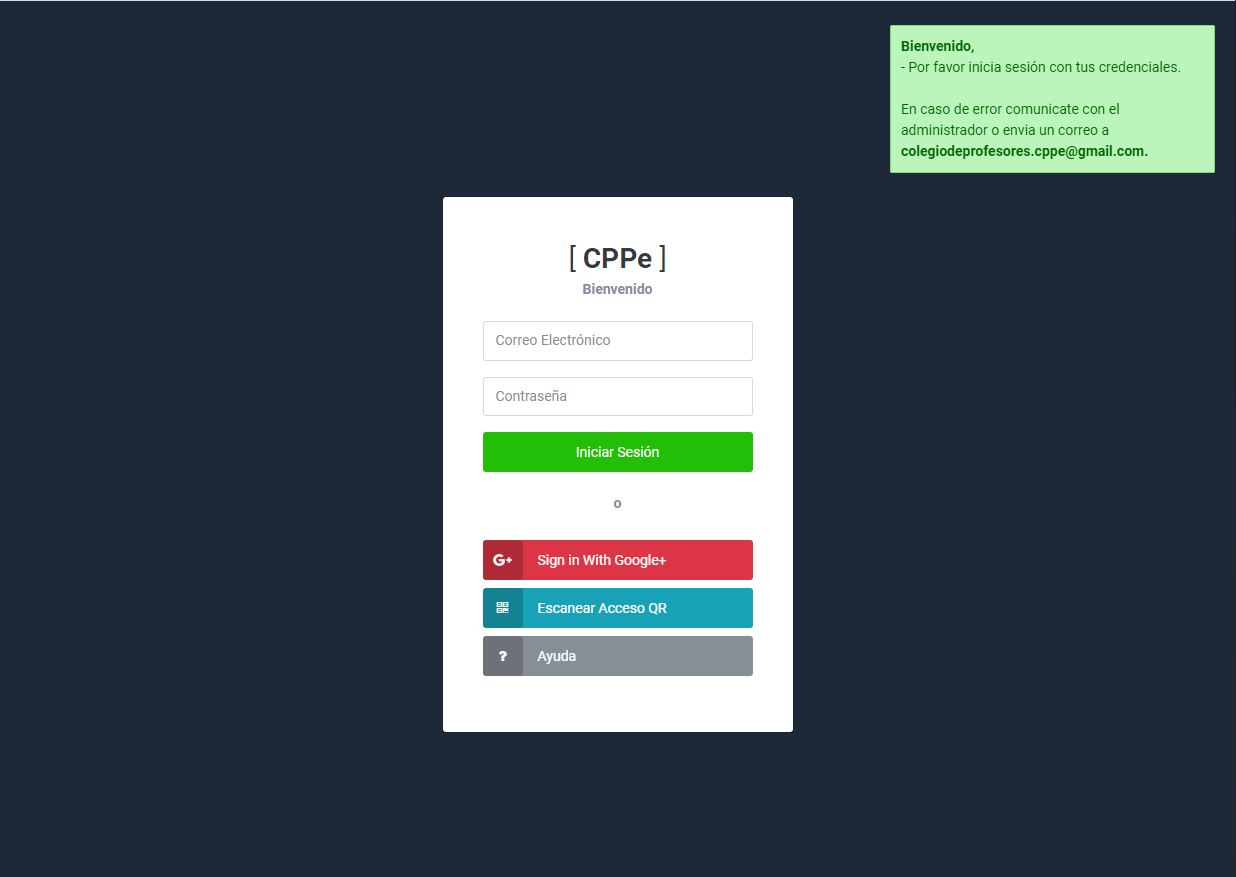 Bienvenido,
- Por favor inicia sesión con tus credenciales.
En caso de error comunicate con el
administrador o envia un correo a
colegiodeprofesores.cppe@gmail.com.
[ CPPe ]
Bienvenido
Correo Electrónico
Contraseña
Iniciar Sesión
o
G+ Sign in With Google+
Escanear Acceso QR
? Ayuda